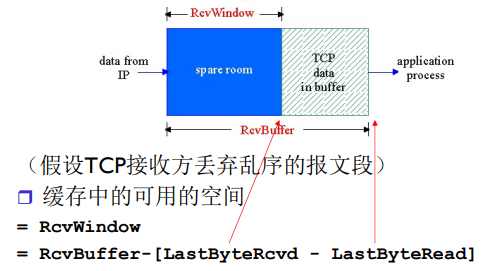 RcvWindow
data from
IP
spare room
TCP
data
in buffer
application
process
RcvBuffer
（假设TCP接收方丢弃乱序的报文段）
缓存中的可用的空间
= RcvWindow
= RcvBuffer-[LastByteRcvd - LastByteRead]